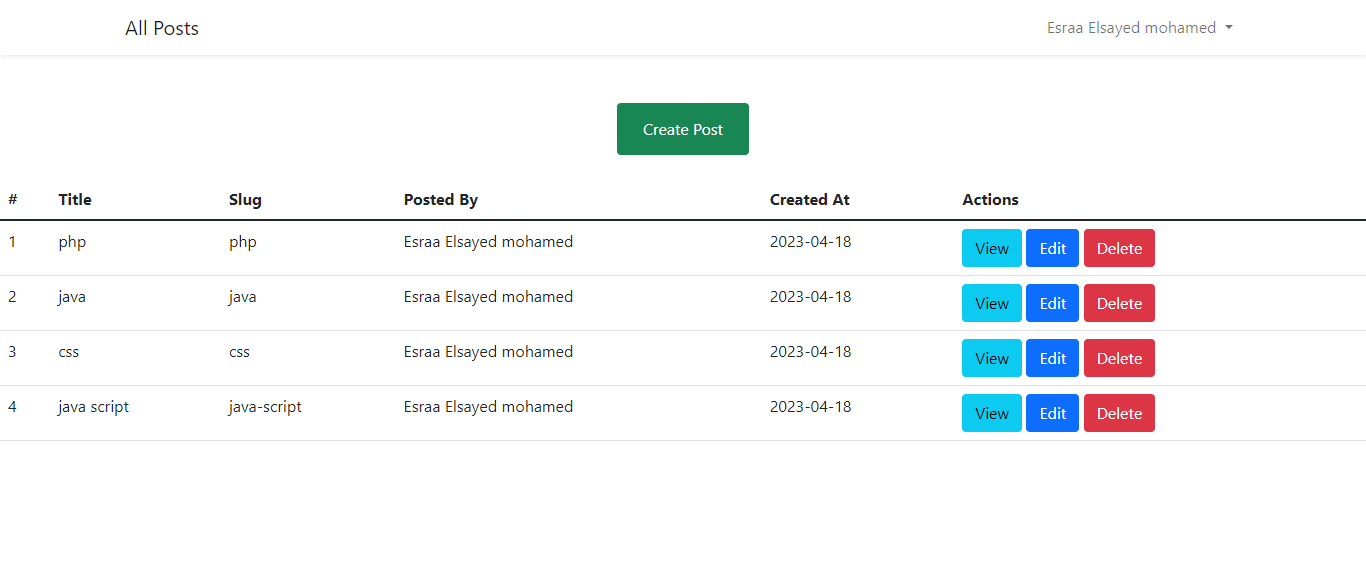 All Posts Esraa Elsayed mohamed
Create Post
# Title Slug Posted By Created At Actions
1 php php Esraa Elsayed mohamed 2023-04-18 View Edit Delete
2 java java Esraa Elsayed mohamed 2023-04-18 View Edit Delete
3 css css Esraa Elsayed mohamed 2023-04-18 View Edit Delete
4 java script java-script Esraa Elsayed mohamed 2023-04-18 View Edit Delete